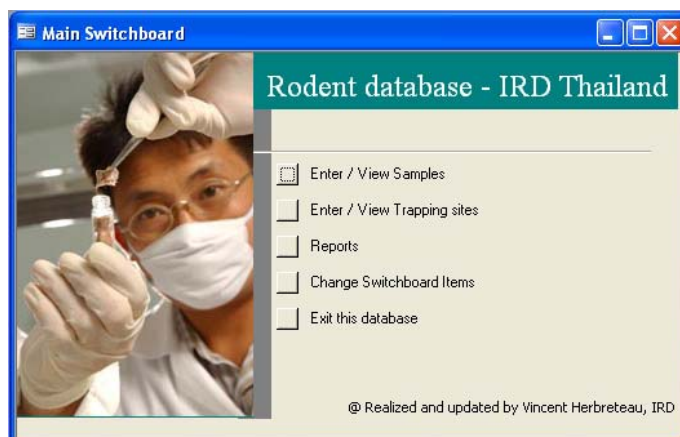 Main Switchboard
Rodent database - IRD Thailand
Enter / View Samples
Enter / View Trapping sites
Reports
Change Switchboard Items
Exit this database
@ Realized and updated by Vincent Herbreteau, IRD